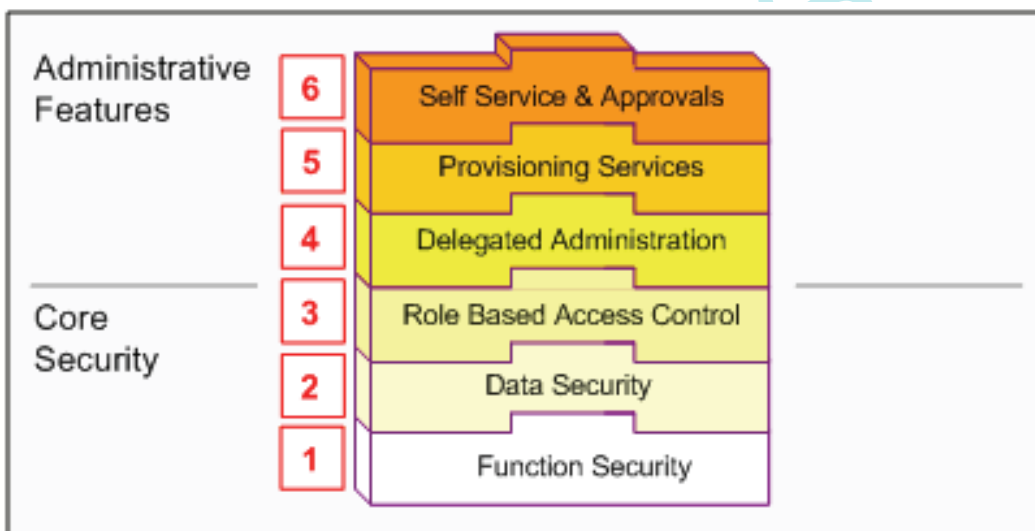 Administrative
Features
6
Self Service & Approvals
5
Provisioning Services
4
Delegated Administration
Core
Security
3
Role Based Access Control
2
Data Security
1
Function Security